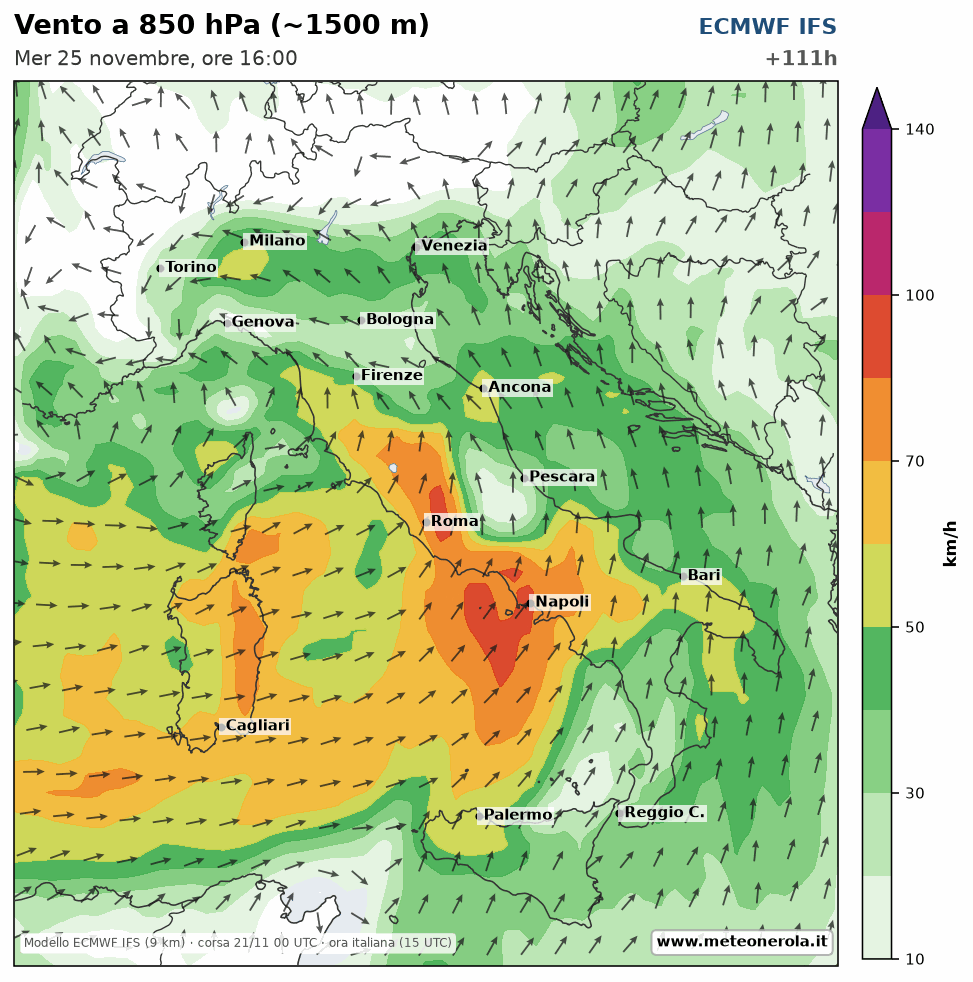 Vento a 850 hPa (~1500 m)
ECMWF IFS
Mer 25 novembre, ore 16:00
+111h
140
Milano
Venezia
Torino
100
Genova
Bologna
Firenze
Ancona
70
Pescara
Roma
km/h
Bari
Napoli
50
Cagliari
30
Palermo
Reggio C.
Modello ECMWF IFS (9 km) · corsa 21/11 00 UTC · ora italiana (15 UTC)
www.meteonerola.it
10